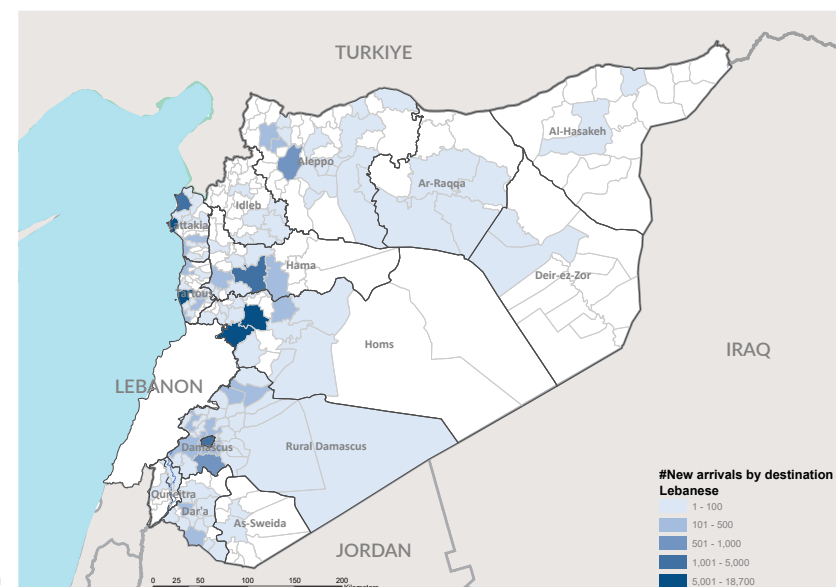 TURKIYE
Al-Hasakeh
Aleppo
Ar-Raqqa
Idleb
Lattakia
Hama
Deir-ez-Zor
Tartous
Homs
IRAQ
LEBANON
Damascus
Rural Damascus
Quneitra
Dar'a
As-Sweida
JORDAN
#New arrivals by destination
Lebanese
1 - 100
101 - 500
501 - 1,000
1,001 - 5,000
5,001 - 18,700
0 25 50 100 150 200
Kilometers